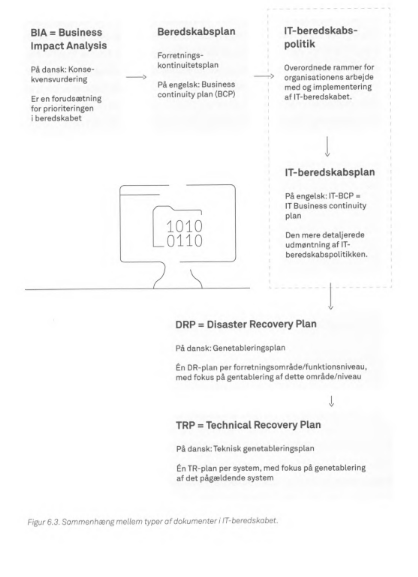 BIA = Business
Impact Analysis
På dansk: Konse-
kvensvurdering
Er en forudsætning
for prioriteringen
i beredskabet
Beredskabsplan
Forretnings-
kontinuitetsplan
På engelsk: Business
continuity plan (BCP)
IT-beredskabs-
politik
Overordnede rammer for
organisationens arbejde
med og implementering
af IT-beredskabet.
IT-beredskabsplan
På engelsk: IT-BCP =
IT Business continuity
plan
Den mere detaljerede
udmøntning af IT-
beredskabspolitikken.
1010
0110
DRP = Disaster Recovery Plan
På dansk: Genetableringsplan
Én DR-plan per forretningsområde/funktionsniveau,
med fokus på gentablering af dette område/niveau
TRP = Technical Recovery Plan
På dansk: Teknisk genetableringsplan
Én TR-plan per system, med fokus på genetablering
af det pågældende system
Figur 6.3. Sammenhæng mellem typer af dokumenter i IT-beredskabet.